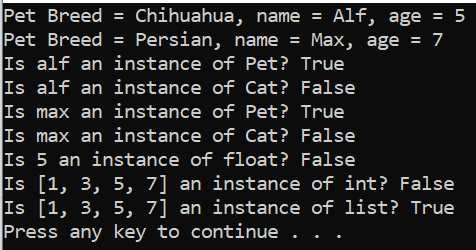 Pet Breed = Chihuahua, name = Alf, age = 5
Pet Breed = Persian, name = Max, age = 7
Is alf an instance of Pet? True
Is alf an instance of Cat? False
Is max an instance of Pet? True
Is max an instance of Cat? False
Is 5 an instance of float? False
Is [1, 3, 5, 7] an instance of int? False
Is [1, 3, 5, 7] an instance of list? True
Press any key to continue . . .